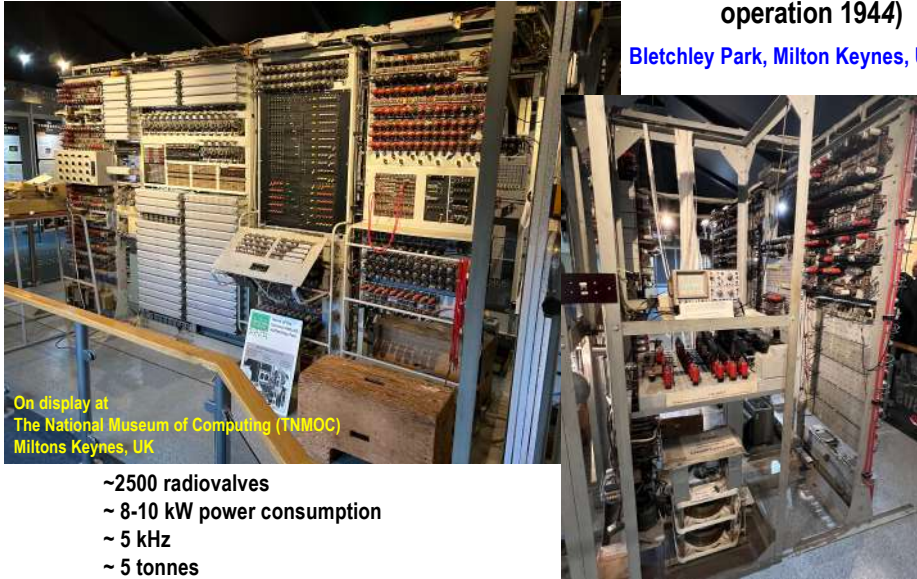 operation 1944)
Bletchley Park, Milton Keynes, U
On display at
The National Museum of Computing (TNMOC)
Miltons Keynes, UK
~2500 radiovalves
~ 8-10 kW power consumption
~ 5 kHz
~ 5 tonnes